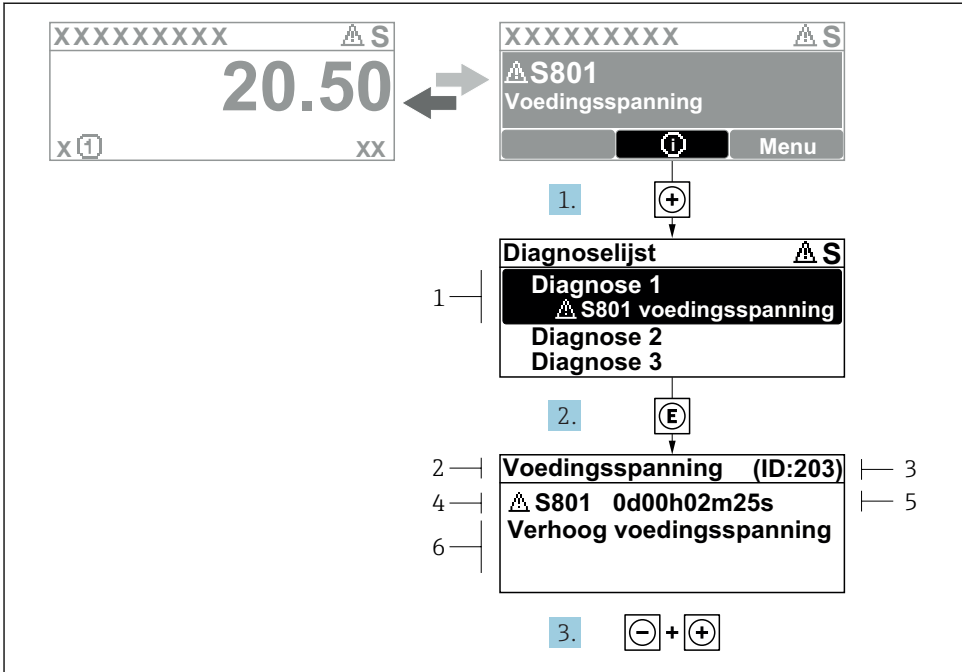 XXXXXXXXX ⚠ S
20.50
x ① xx
XXXXXXXXX ⚠ S
⚠ S801
Voedingsspanning
ⓘ Menu
1. +
Diagnoselijst ⚠ S
1
Diagnose 1
⚠ S801 voedingsspanning
Diagnose 2
Diagnose 3
2. E
2 Voedingsspanning (ID:203) 3
4 ⚠ S801 0d00h02m25s 5
6 Verhoog voedingsspanning
3. - + +